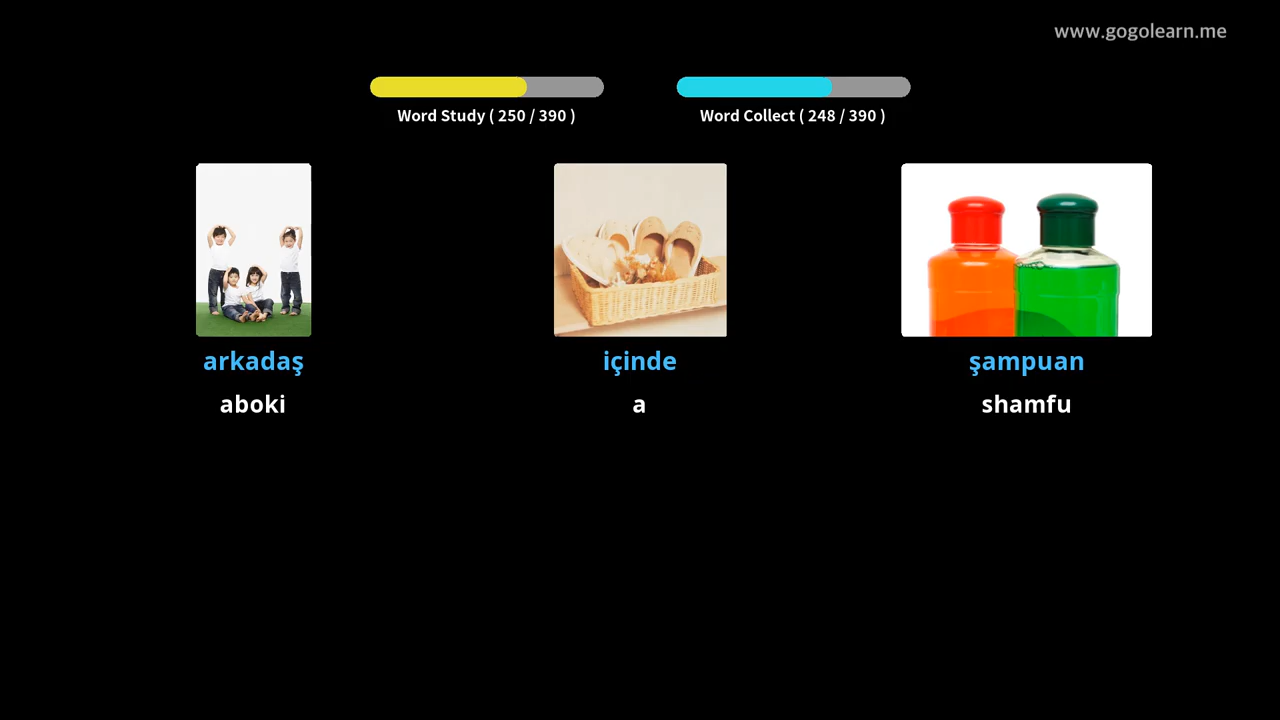 www.gogolearn.me
Word Study ( 250 / 390 )
Word Collect ( 248 / 390 )
arkadaş
içinde
şampuan
aboki
a
shamfu